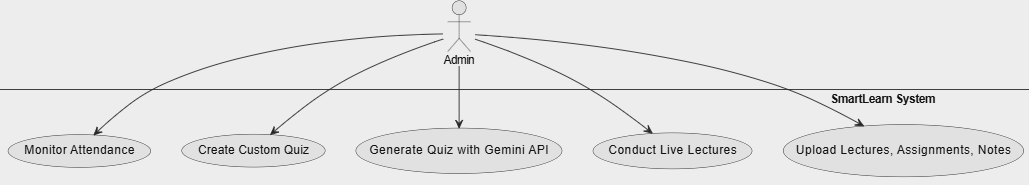 Admin
SmartLearn System
Monitor Attendance
Create Custom Quiz
Generate Quiz with Gemini API
Conduct Live Lectures
Upload Lectures, Assignments, Notes